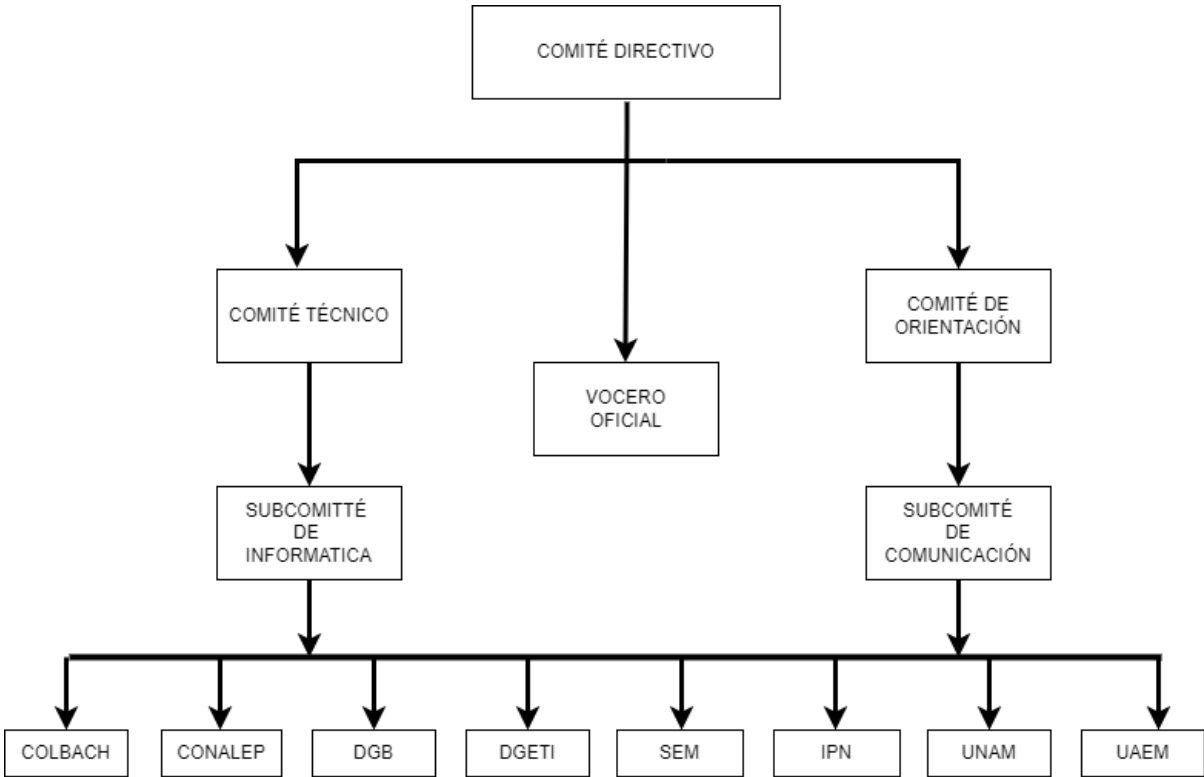 COMITÉ DIRECTIVO
COMITÉ TÉCNICO
COMITÉ DE
ORIENTACIÓN
VOCERO
OFICIAL
SUBCOMITTÉ
DE
INFORMATICA
SUBCOMITÉ
DE
COMUNICACIÓN
COLBACH
CONALEP
DGB
DGETI
SEM
IPN
UNAM
UAEM